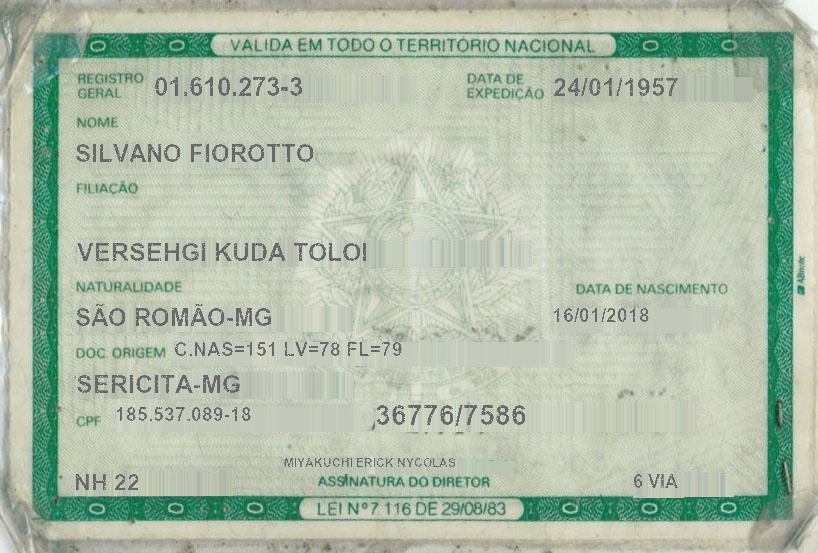 VALIDA EM TODO O TERRITÓRIO NACIONAL
REGISTRO GERAL 01.610.273-3 DATA DE EXPEDIÇÃO 24/01/1957
NOME
SILVANO FIOROTTO
FILIAÇÃO
VERSEHGI KUDA TOLOI
NATURALIDADE DATA DE NASCIMENTO
SÃO ROMÃO-MG 16/01/2018
DOC. ORIGEM C.NAS=151 LV=78 FL=79
SERICITA-MG
CPF 185.537.089-18 36776/7586
MIYAKUCHI ERICK NYCOLAS
NH 22 ASSINATURA DO DIRETOR 6 VIA
LEI Nº 7 116 DE 29/08/83
ABnote